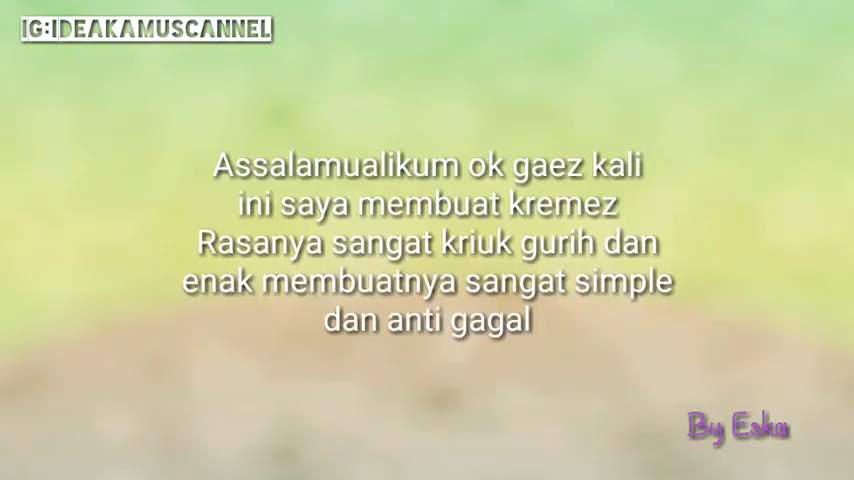 IG:IDEAKAMUSCANNEL
Assalamualikum ok gaez kali
ini saya membuat kremez
Rasanya sangat kriuk gurih dan
enak membuatnya sangat simple
dan anti gagal
By Eska